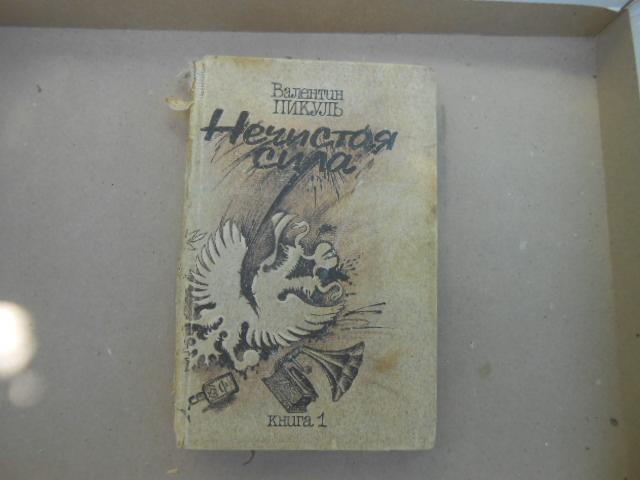 Валентин
ПИКУЛЬ
Нечистая
сила
книга 1